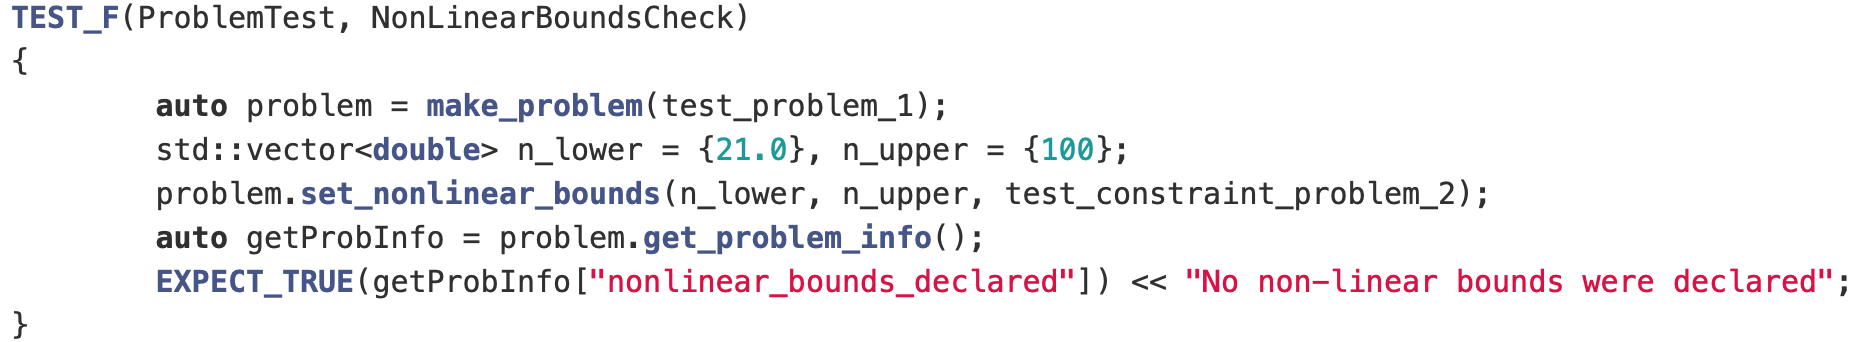 TEST_F(ProblemTest, NonLinearBoundsCheck)
{
        auto problem = make_problem(test_problem_1);
        std::vector<double> n_lower = {21.0}, n_upper = {100};
        problem.set_nonlinear_bounds(n_lower, n_upper, test_constraint_problem_2);
        auto getProbInfo = problem.get_problem_info();
        EXPECT_TRUE(getProbInfo["nonlinear_bounds_declared"]) << "No non-linear bounds were declared";
}